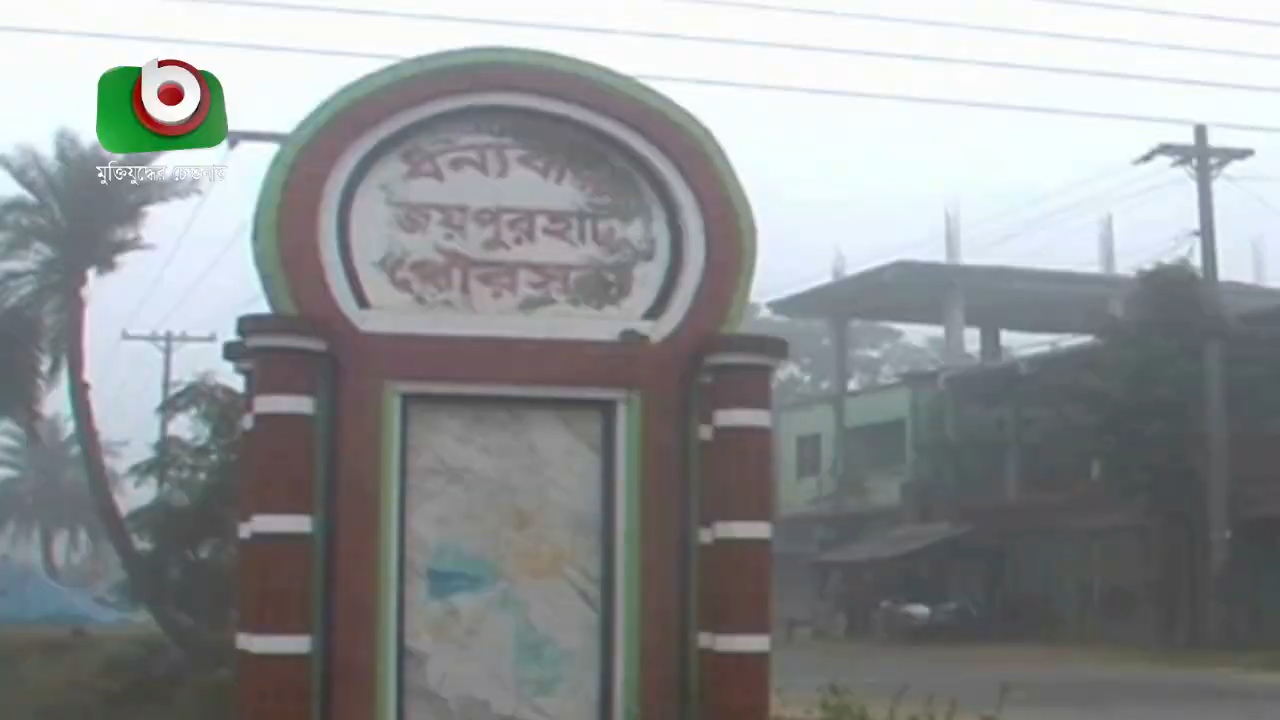 মুক্তিযুদ্ধের চেতনায়
ধন্যবাদ
জয়পুরহাট
পৌরসভা